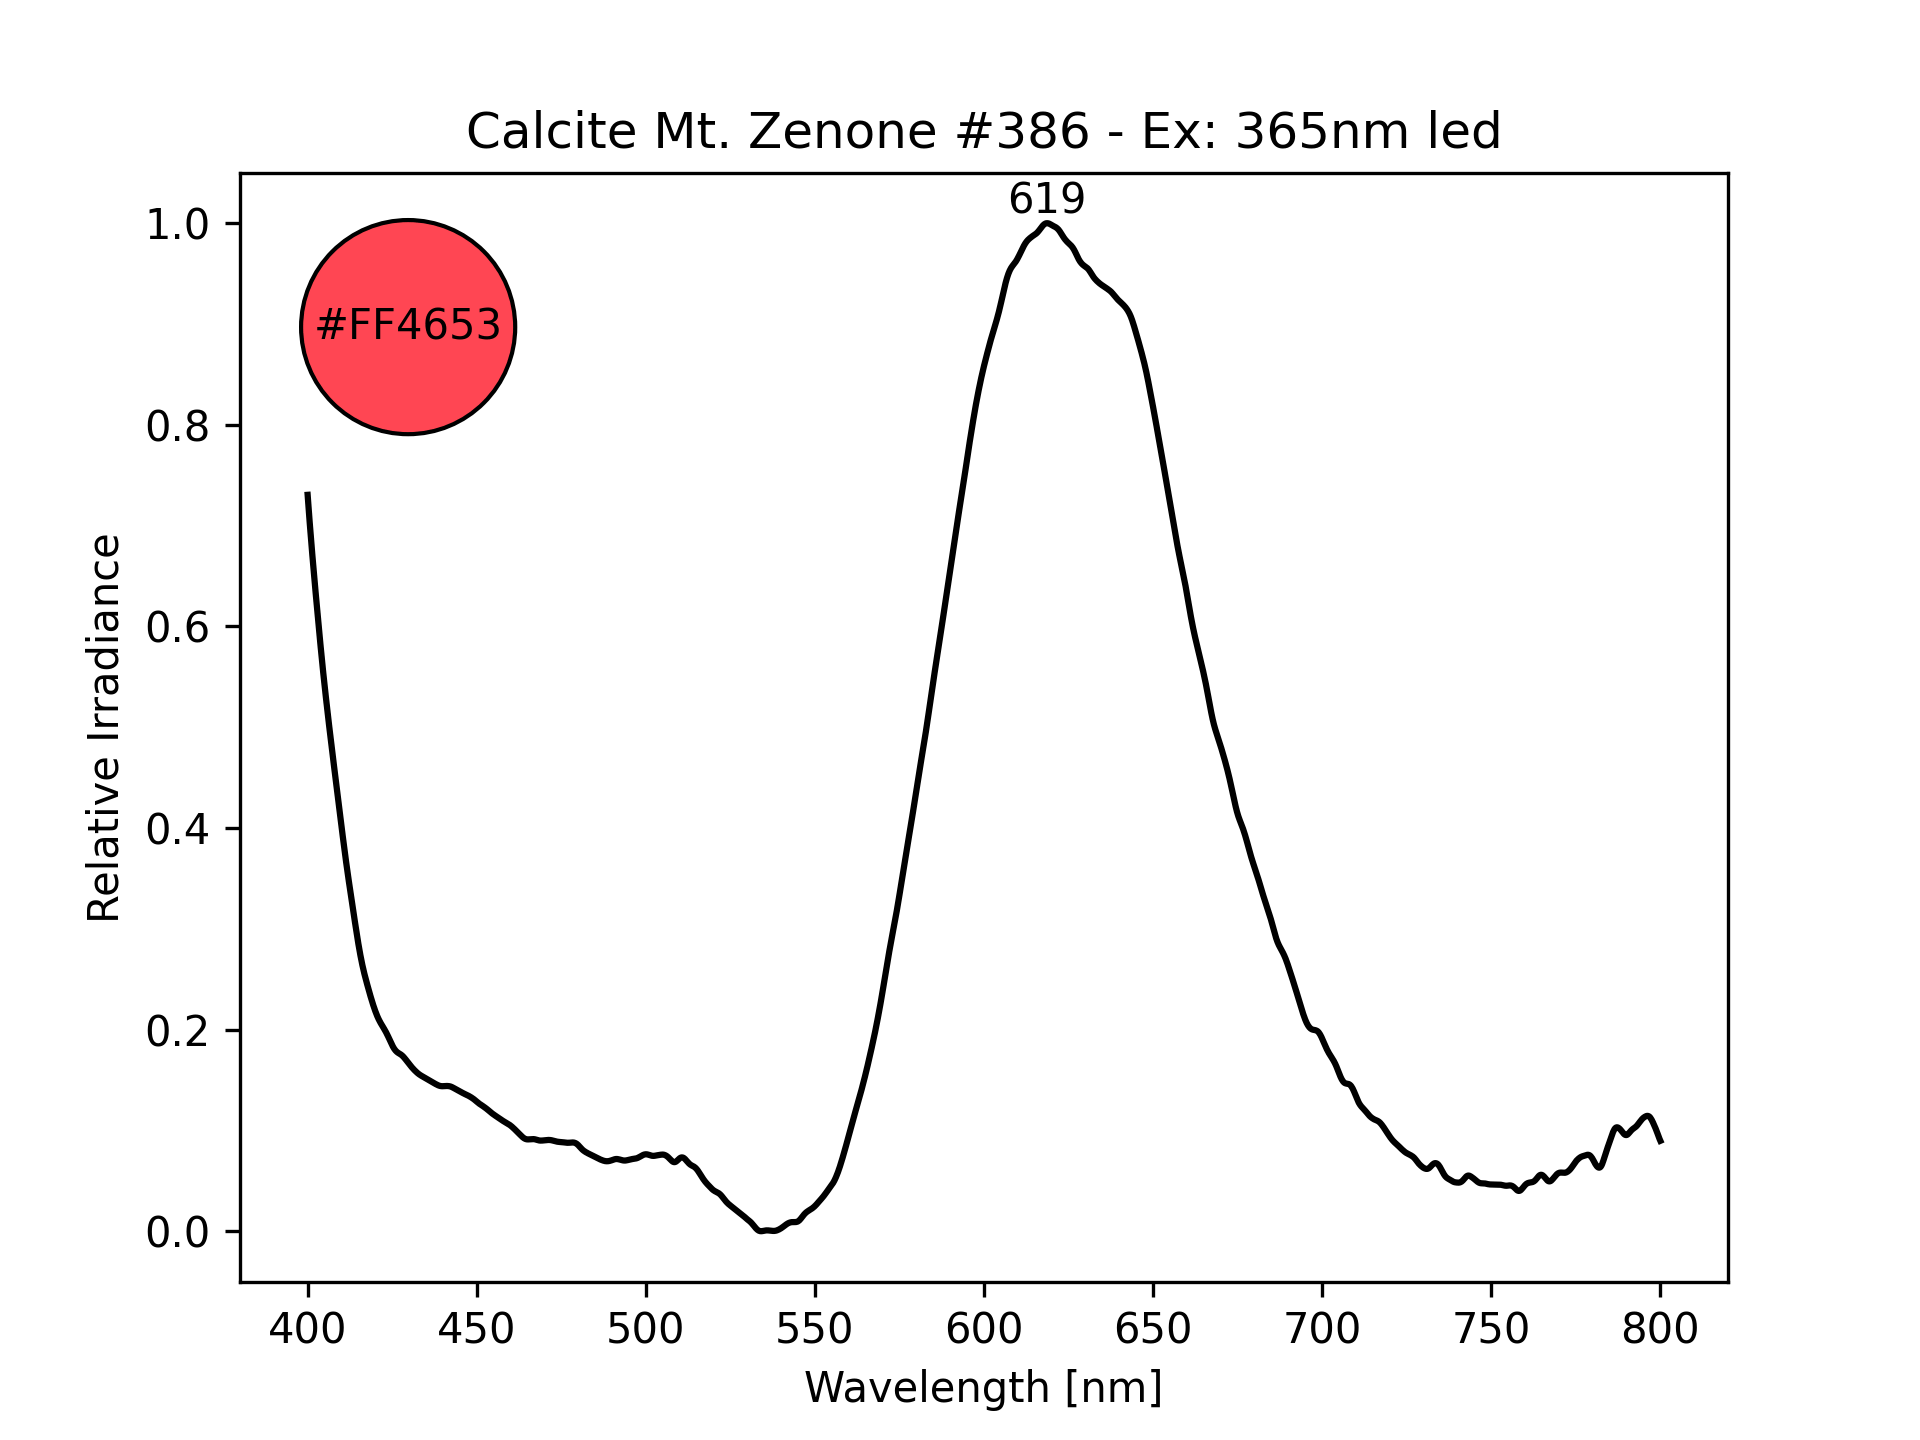 Calcite Mt. Zenone #386 - Ex: 365nm led
619
#FF4653
1.0
0.8
0.6
0.4
0.2
0.0
Relative Irradiance
400 450 500 550 600 650 700 750 800
Wavelength [nm]